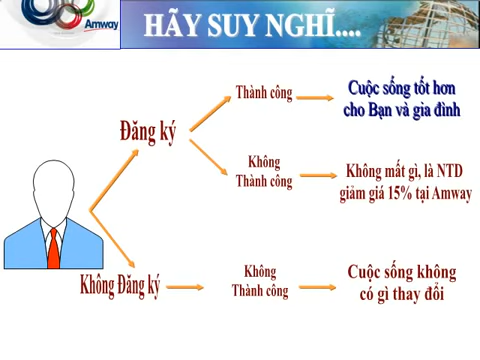 Amway
HÃY SUY NGHĨ....
Thành công
Cuộc sống tốt hơn
cho Bạn và gia đình
Đăng ký
Không
Thành công
Không mất gì, là NTD
giảm giá 15% tại Amway
Không Đăng ký
Không
Thành công
Cuộc sống không
có gì thay đổi